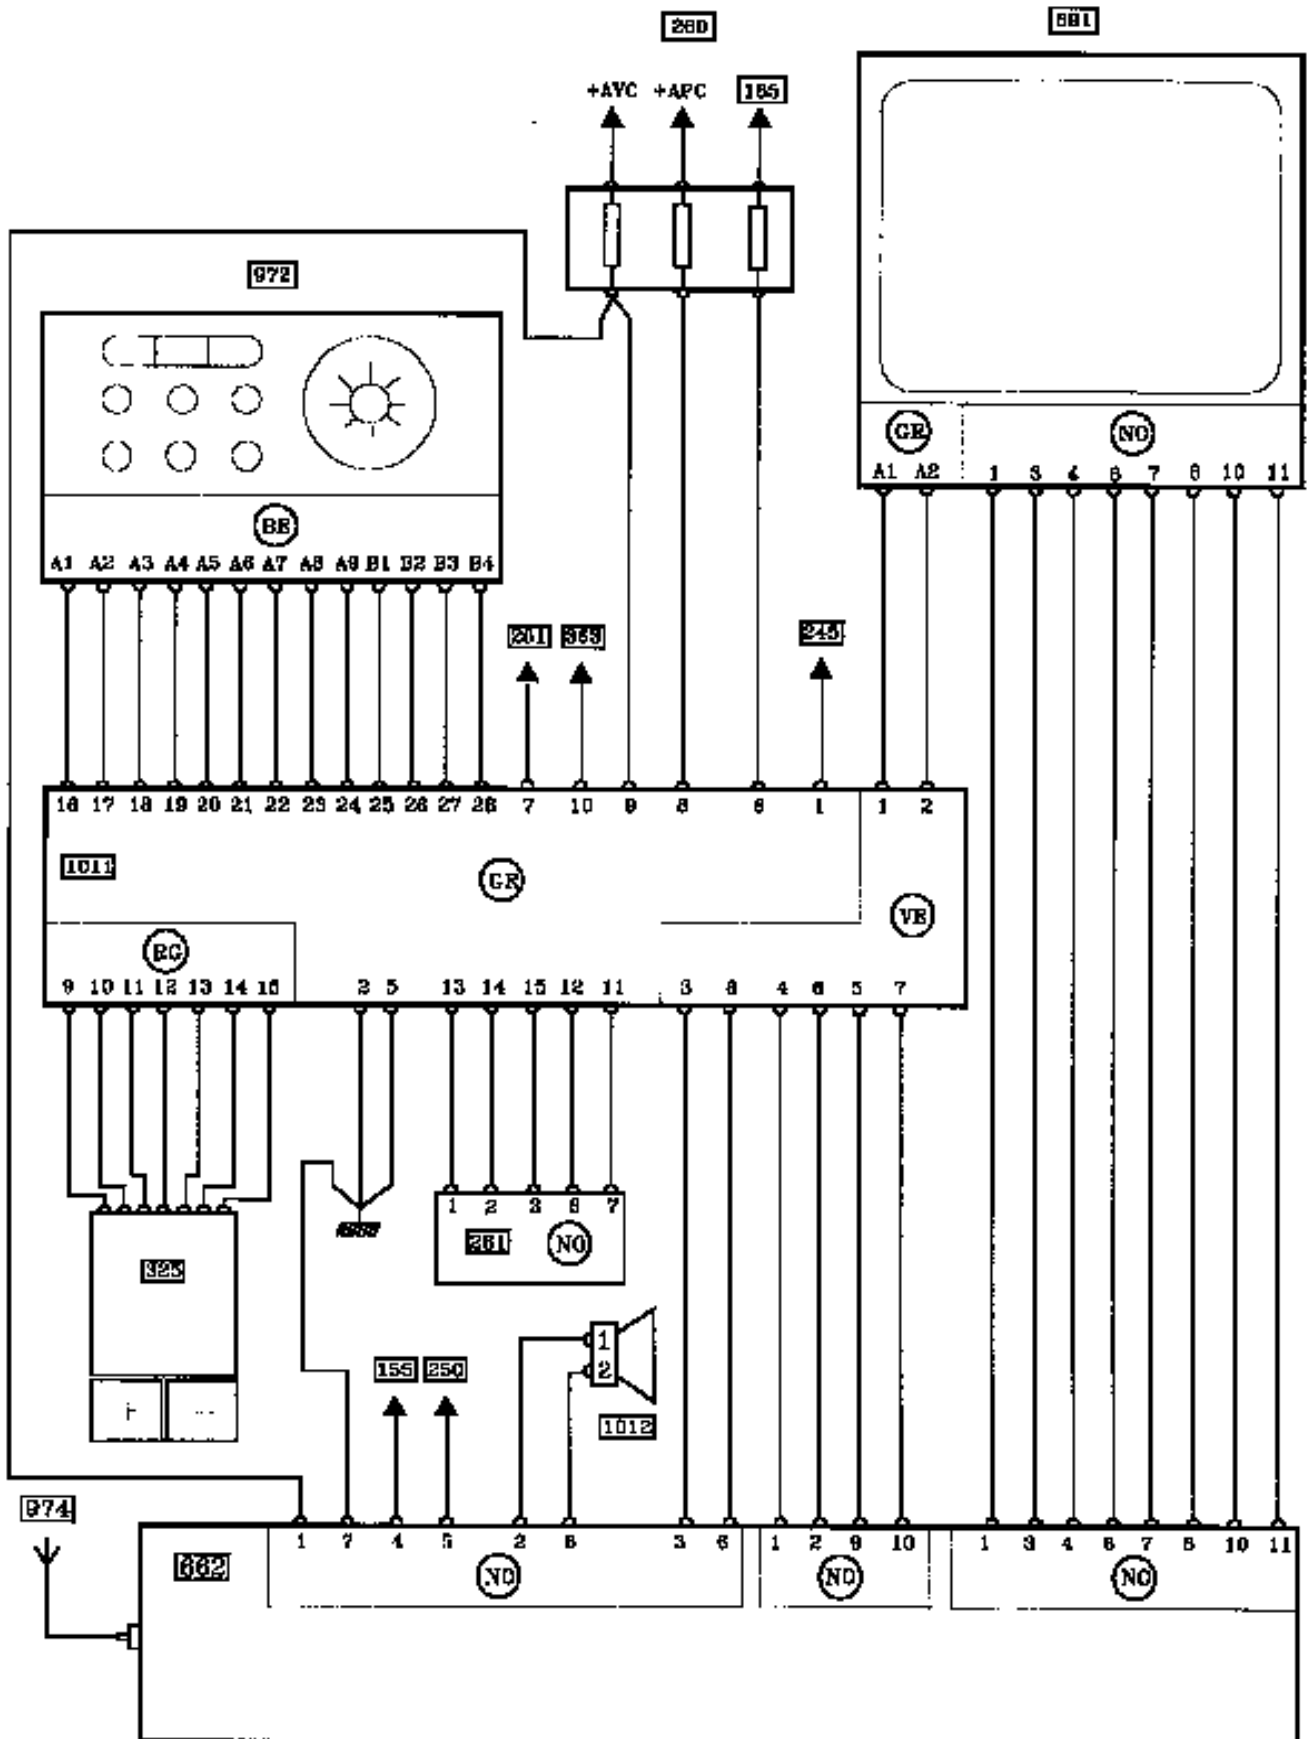 260
+AVC +APC 185
972
BE
A1 A2 A3 A4 A5 A6 A7 A8 A9 B1 B2 B3 B4
GR NO
A1 A2 1 3 4 6 7 8 10 11
261 363 245
16 17 18 19 20 21 22 23 24 25 26 27 28 7 10 9 8 6 1 1 2
1011
GR
VE
RG
9 10 11 12 13 14 15 2 5 13 14 15 12 11 3 8 4 6 5 7
1 2 3 6 7
261 NO
325
1
2
155 250
1012
+ --
974
1 7 4 5 2 8 3 6 1 2 9 10 1 3 4 6 7 8 10 11
662 NO NO NO